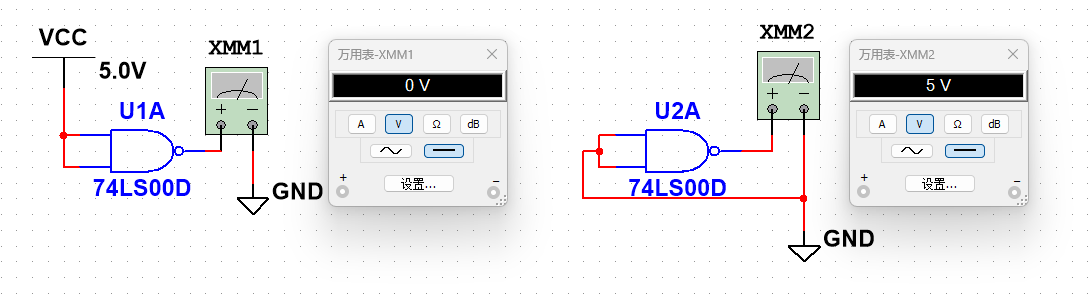 VCC
5.0V
U1A
74LS00D
XMM1
+ −
GND
万用表-XMM1
0 V
A V Ω dB
+ −
设置...
XMM2
+ −
U2A
74LS00D
GND
万用表-XMM2
5 V
A V Ω dB
+ −
设置...